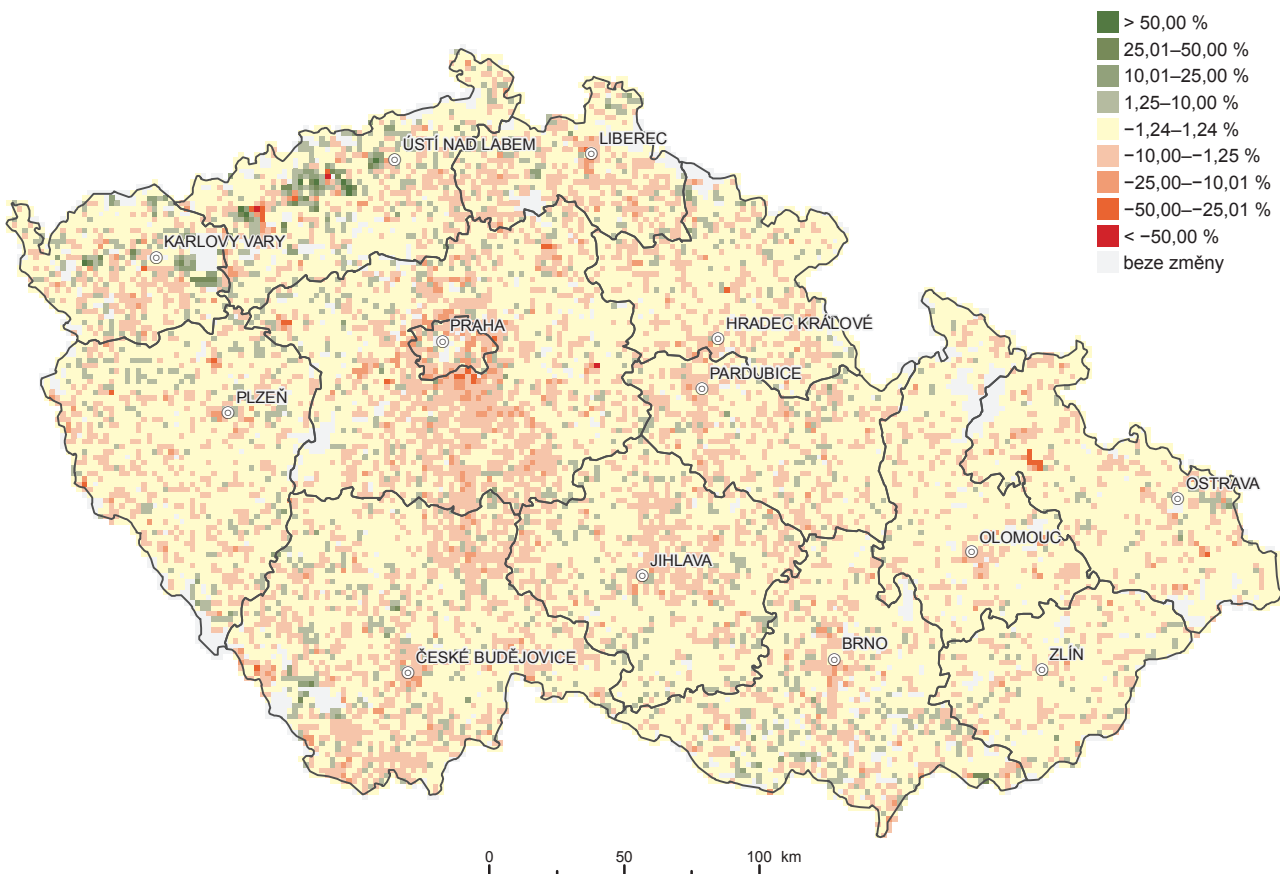 > 50,00 %
25,01–50,00 %
10,01–25,00 %
1,25–10,00 %
−1,24–1,24 %
−10,00–−1,25 %
−25,00–−10,01 %
−50,00–−25,01 %
< −50,00 %
beze změny
ÚSTÍ NAD LABEM
LIBEREC
KARLOVY VARY
PRAHA
HRADEC KRÁLOVÉ
PARDUBICE
PLZEŇ
OSTRAVA
OLOMOUC
JIHLAVA
BRNO
ZLÍN
ČESKÉ BUDĚJOVICE
0 50 100 km